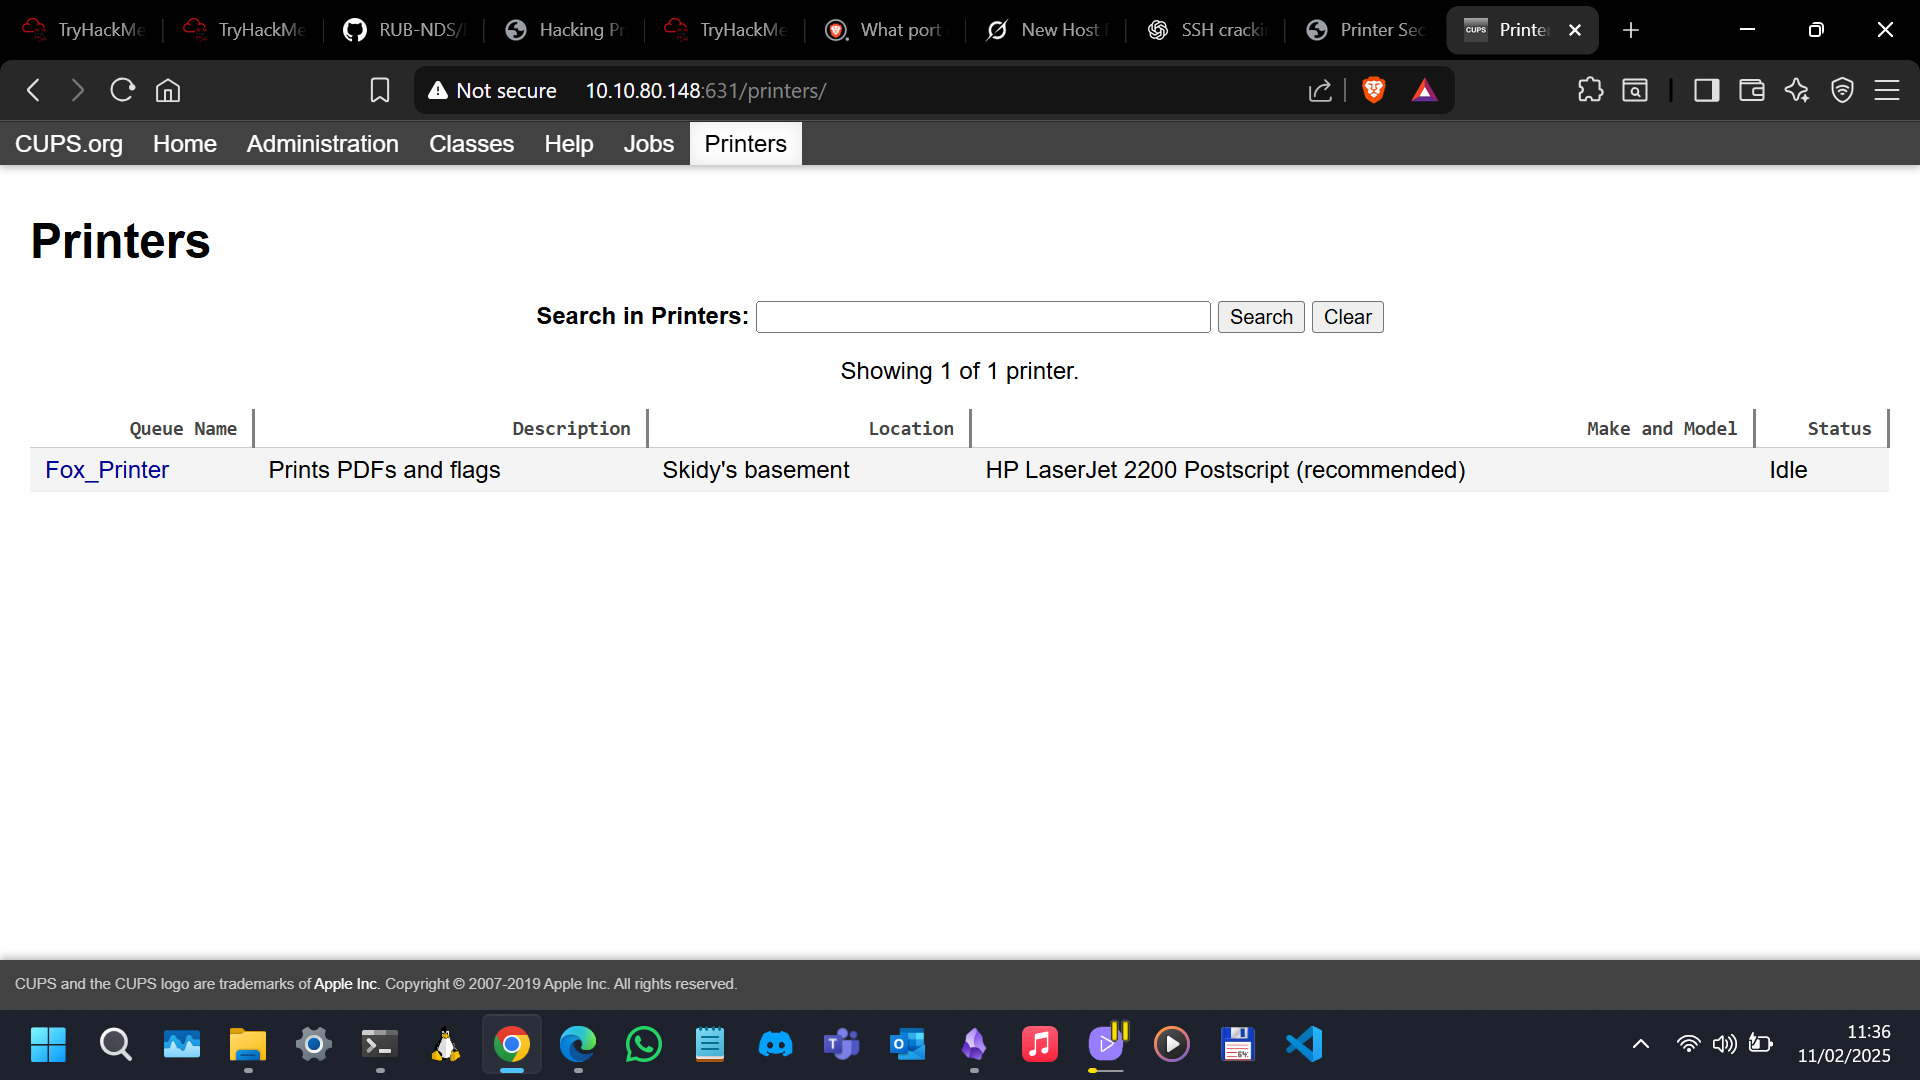 TryHackMe TryHackMe RUB-NDS/ Hacking Pr TryHackMe What port New Host SSH cracki Printer Sec CUPS Printe
Not secure 10.10.80.148:631/printers/
CUPS.org Home Administration Classes Help Jobs Printers
Printers
Search in Printers: Search Clear
Showing 1 of 1 printer.
Queue Name Description Location Make and Model Status
Fox_Printer Prints PDFs and flags Skidy's basement HP LaserJet 2200 Postscript (recommended) Idle
CUPS and the CUPS logo are trademarks of Apple Inc. Copyright © 2007-2019 Apple Inc. All rights reserved.
11:36
11/02/2025